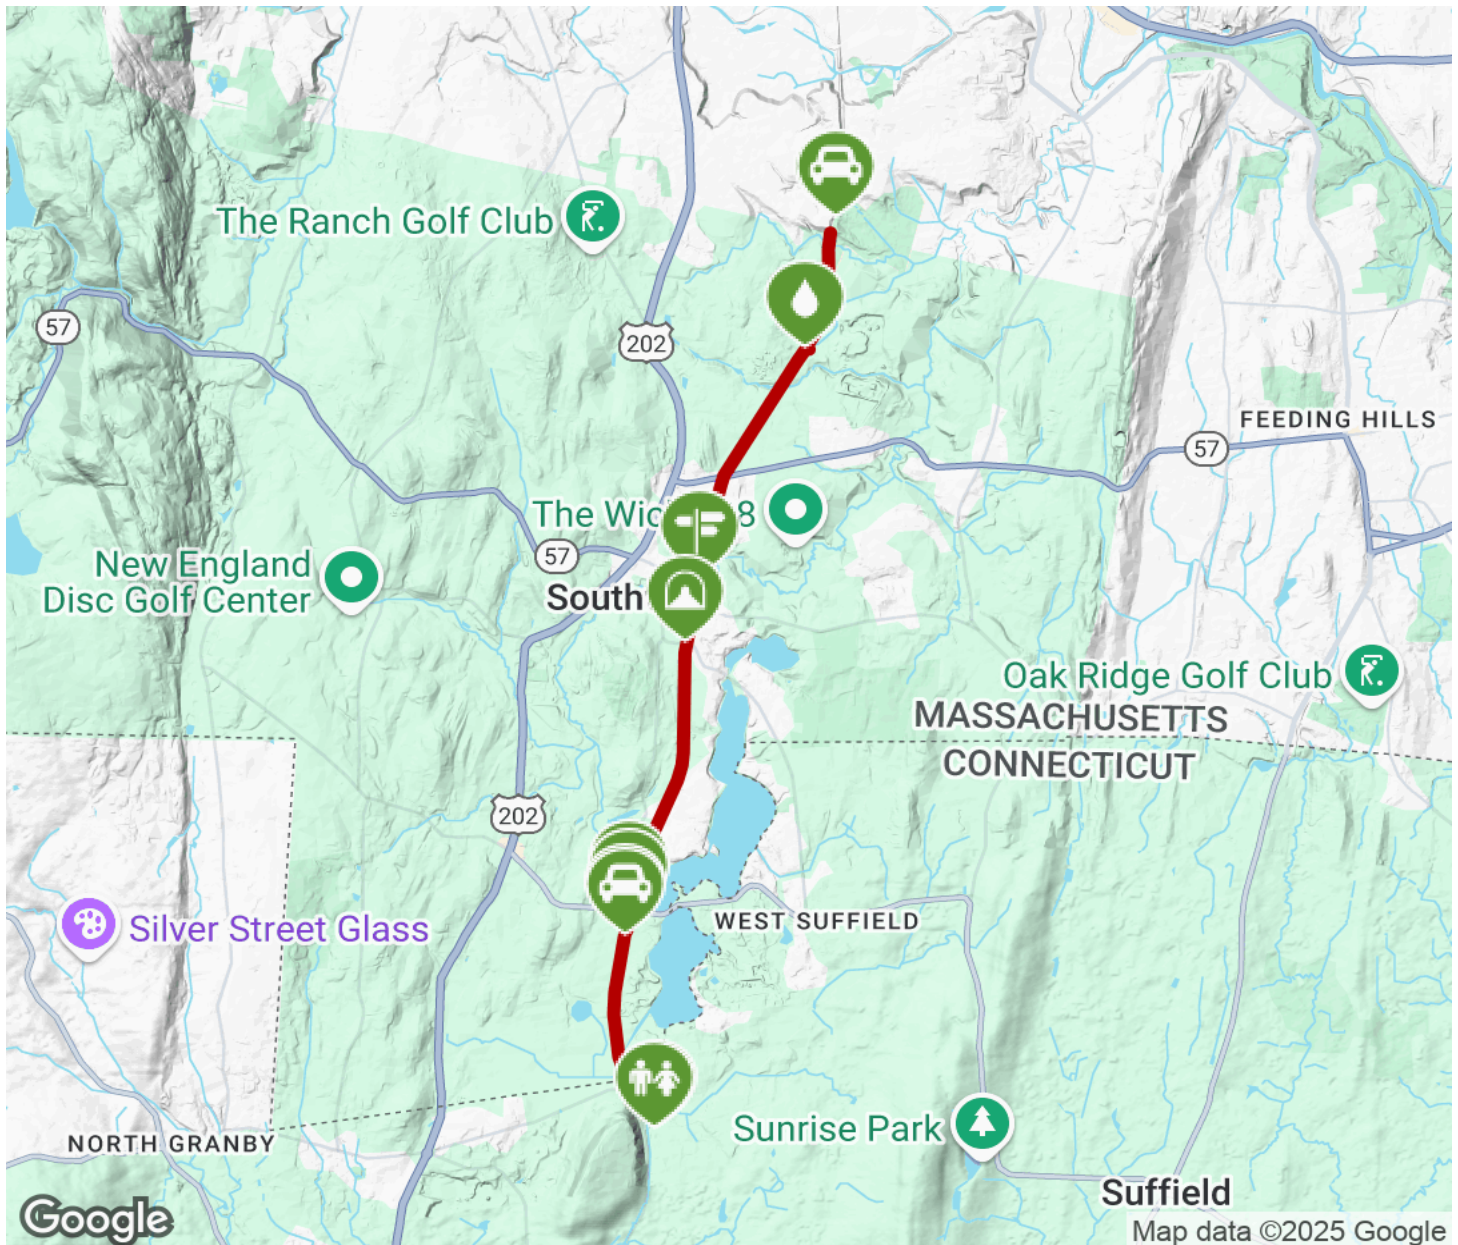 The Ranch Golf Club
57
202
FEEDING HILLS
57
The Wic
8
57
New England
Disc Golf Center
South
Oak Ridge Golf Club
MASSACHUSETTS
CONNECTICUT
202
Silver Street Glass
WEST SUFFIELD
Sunrise Park
NORTH GRANBY
Suffield
Google
Map data ©2025 Google